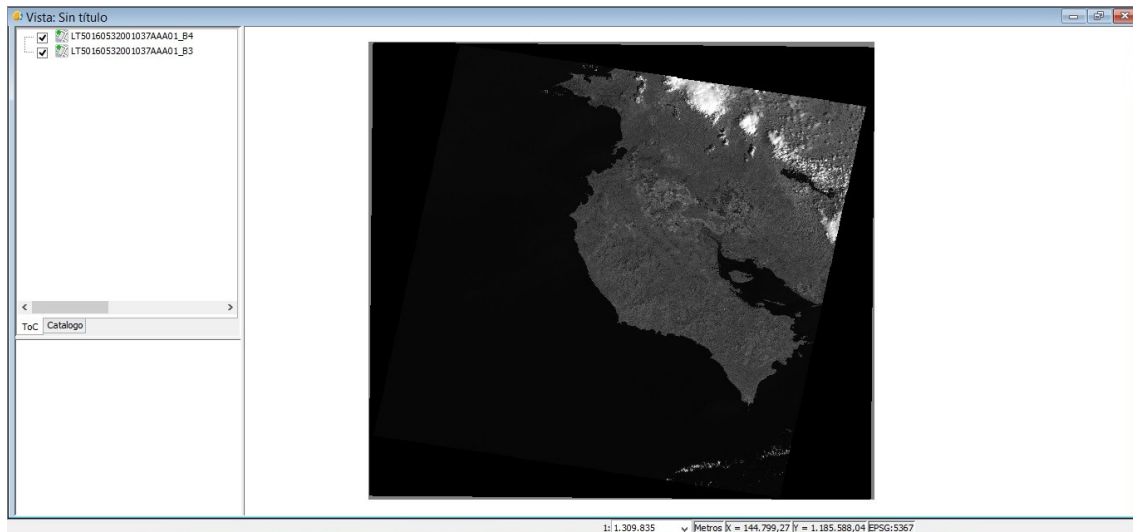 Vista: Sin título
LT50160532001037AAA01_B4
LT50160532001037AAA01_B3
ToC Catalogo
1: 1.309.835 Metros X = 144.799,27 Y = 1.185.588,04 EPSG:5367